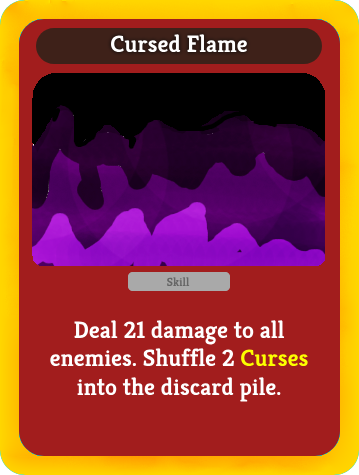 Cursed Flame
Skill
Deal 21 damage to all
enemies. Shuffle 2 Curses
into the discard pile.